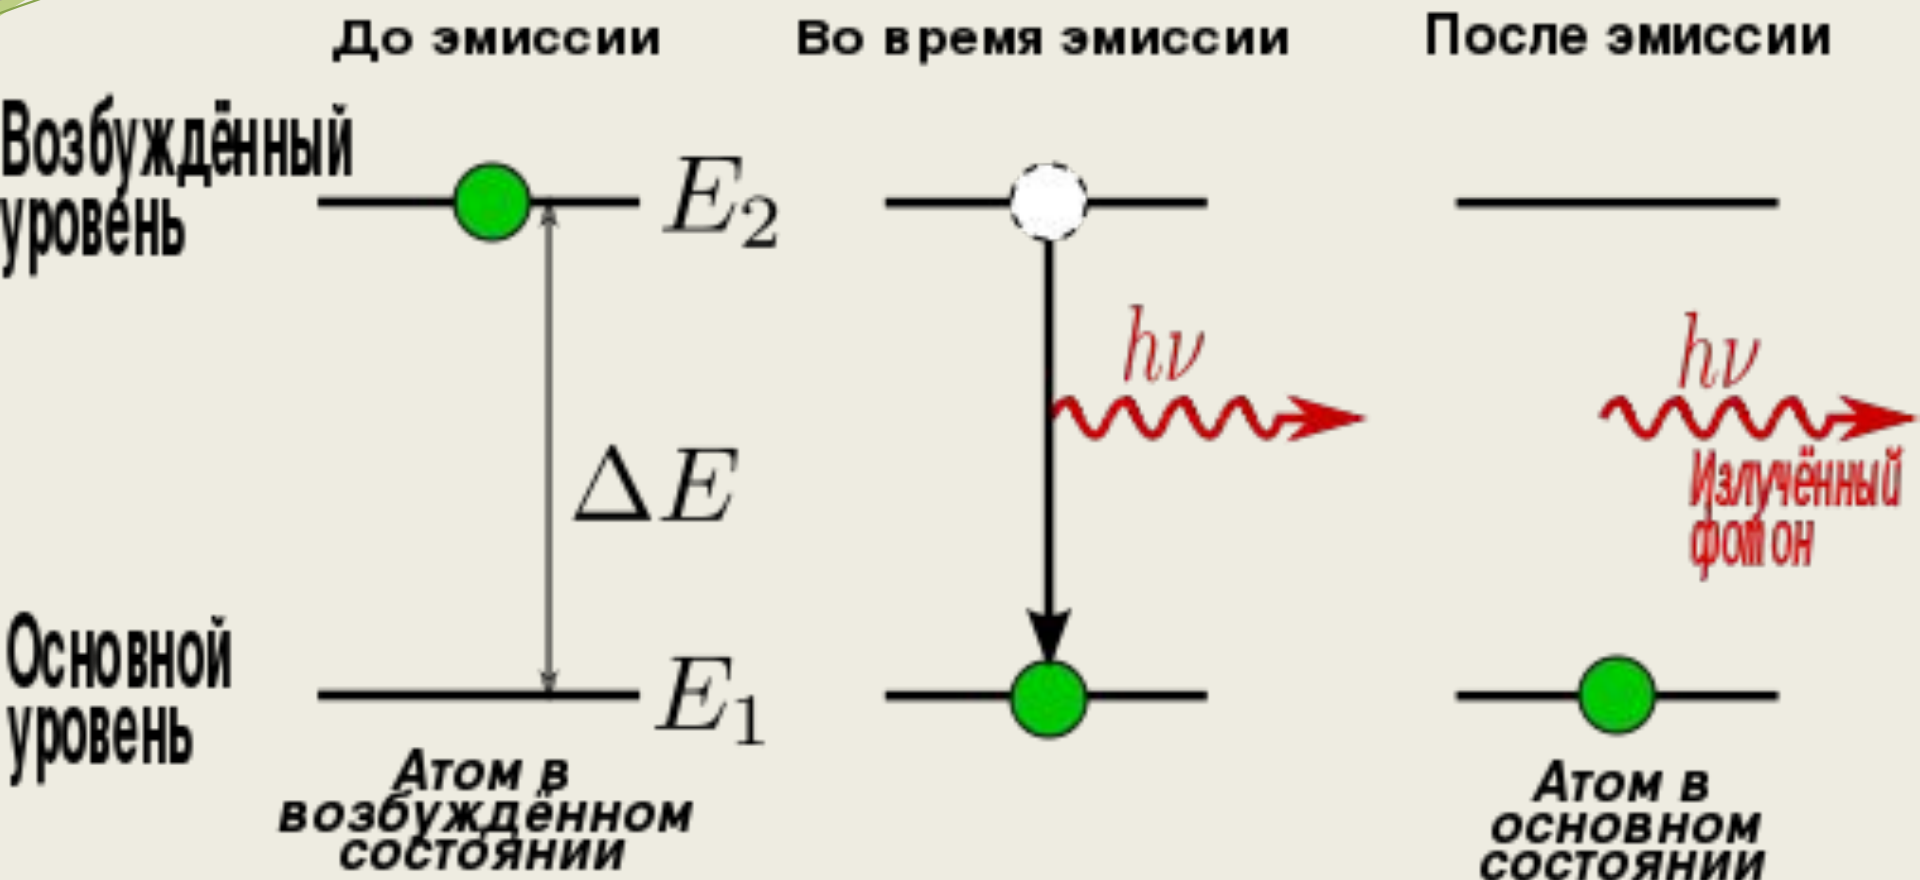 До эмиссии
Во время эмиссии
После эмиссии
Возбуждённый
уровень
E₂
hν
hν
ΔE
Излучённый
фотон
Основной
уровень
E₁
Атом в
возбуждённом
состоянии
Атом в
основном
состоянии